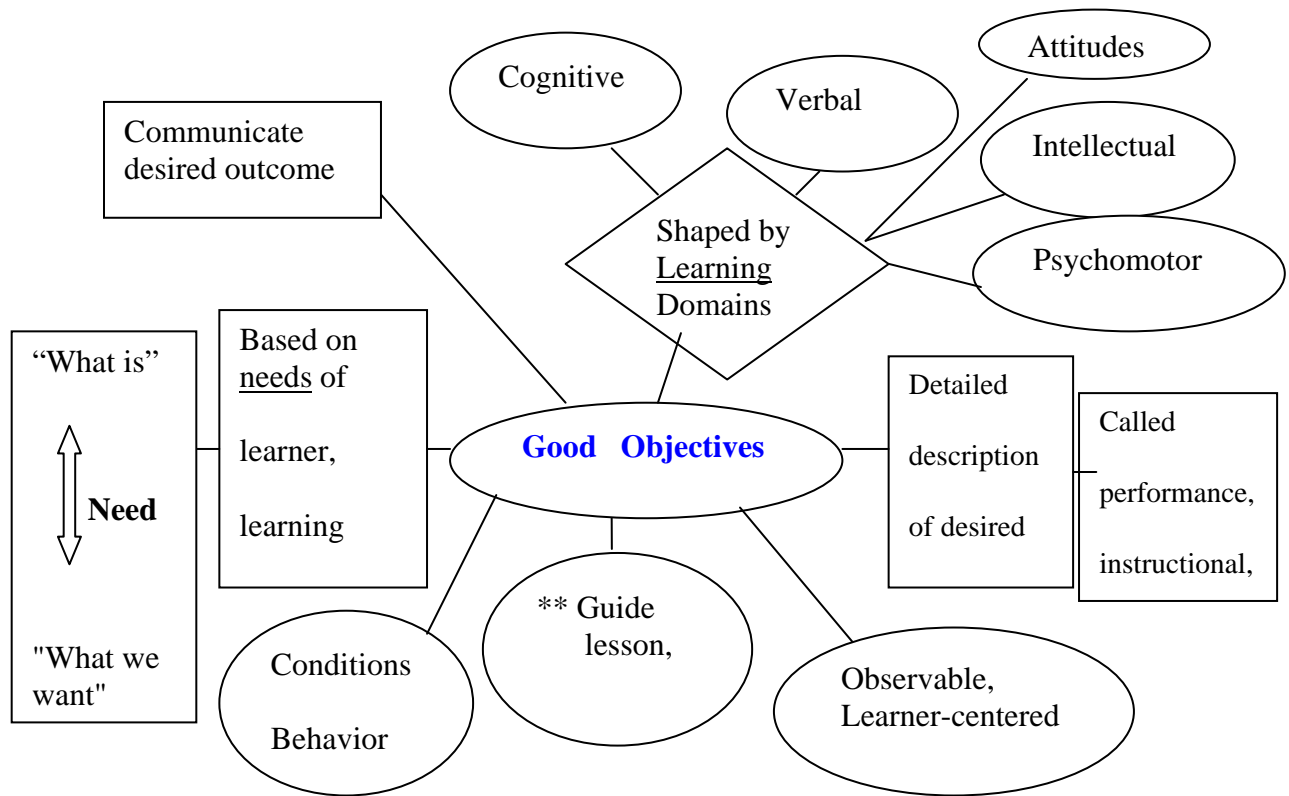 Cognitive
Verbal
Attitudes
Intellectual
Psychomotor
Communicate
desired outcome
Shaped by
Learning
Domains
“What is”
Need
"What we
want"
Based on
needs of
learner,
learning
Good Objectives
Detailed
description
of desired
Called
performance,
instructional,
Conditions
Behavior
** Guide
lesson,
Observable,
Learner-centered